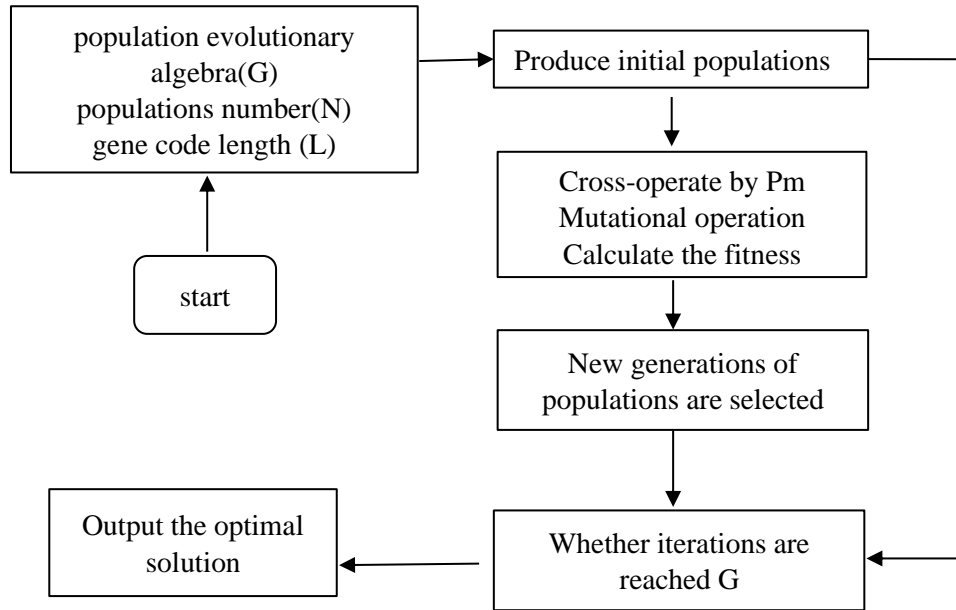 population evolutionary
algebra(G)
populations number(N)
gene code length (L)
Produce initial populations
Cross-operate by Pm
Mutational operation
Calculate the fitness
start
New generations of
populations are selected
Output the optimal
solution
Whether iterations are
reached G